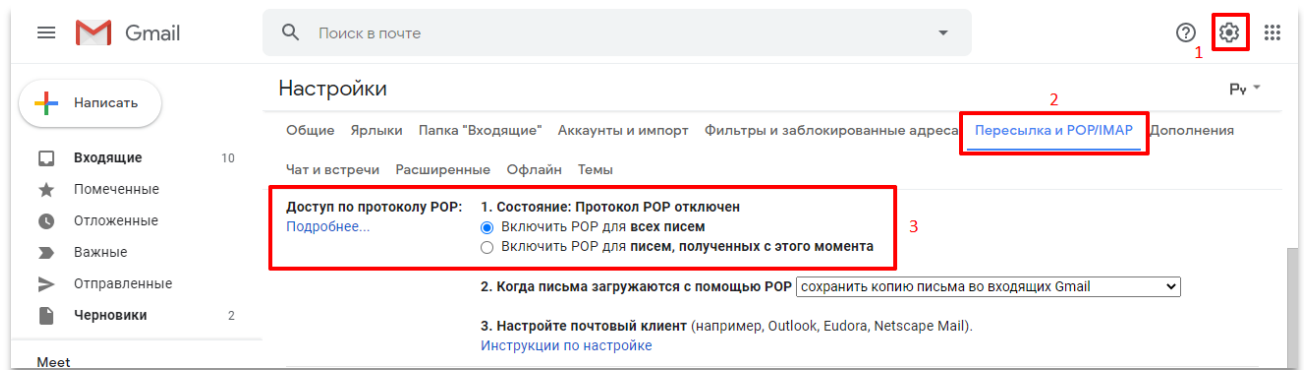 Gmail
Поиск в почте
1
Написать
Настройки
Ру
2
Общие Ярлыки Папка "Входящие" Аккаунты и импорт Фильтры и заблокированные адреса Пересылка и POP/IMAP Дополнения
Чат и встречи Расширенные Офлайн Темы
Входящие 10
Помеченные
Отложенные
Важные
Отправленные
Черновики 2
Meet
Доступ по протоколу POP:
Подробнее...
1. Состояние: Протокол POP отключен
Включить POP для всех писем
Включить POP для писем, полученных с этого момента
3
2. Когда письма загружаются с помощью POP сохранить копию письма во входящих Gmail
3. Настройте почтовый клиент (например, Outlook, Eudora, Netscape Mail).
Инструкции по настройке